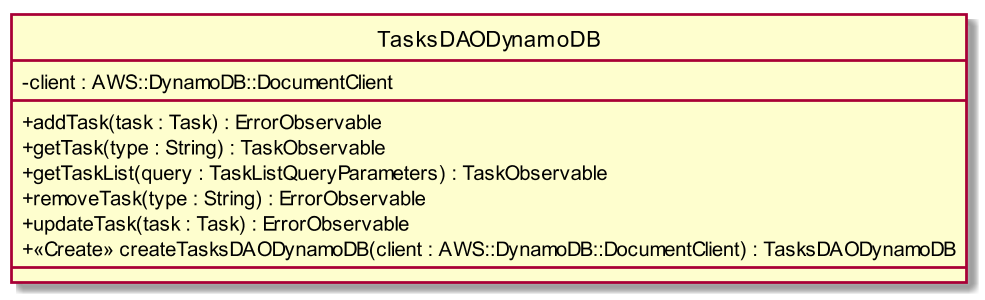 TasksDAODynamoDB
-client : AWS::DynamoDB::DocumentClient
+addTask(task : Task) : ErrorObservable
+getTask(type : String) : TaskObservable
+getTaskList(query : TaskListQueryParameters) : TaskObservable
+removeTask(type : String) : ErrorObservable
+updateTask(task : Task) : ErrorObservable
+«Create» createTasksDAODynamoDB(client : AWS::DynamoDB::DocumentClient) : TasksDAODynamoDB